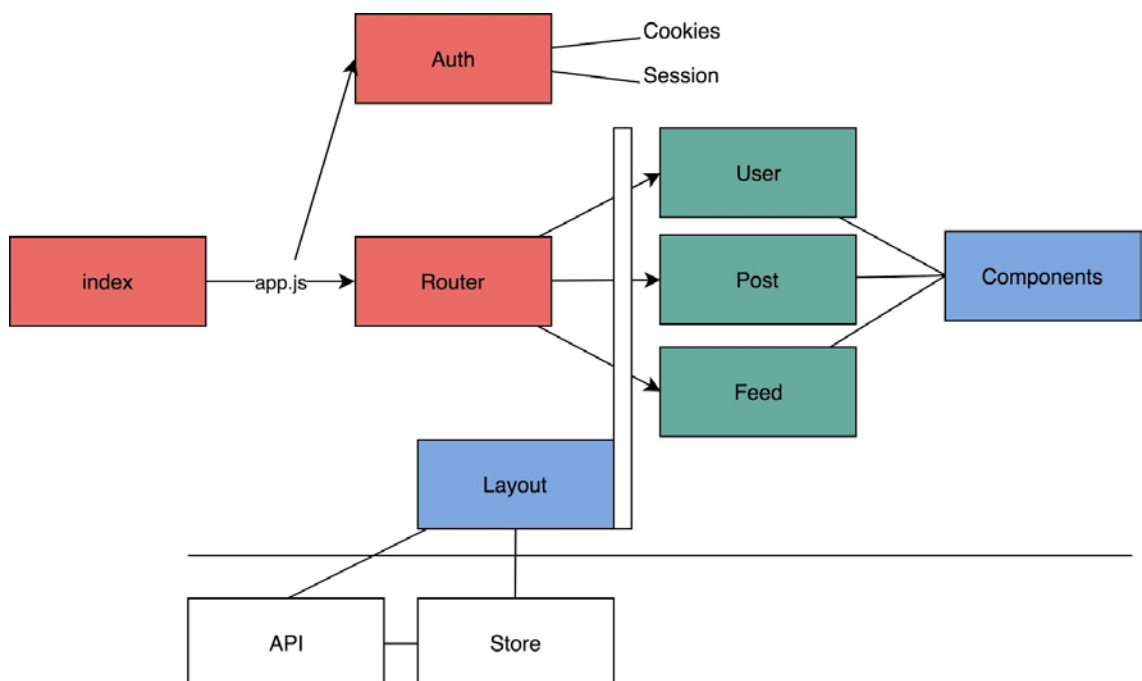 Auth
Cookies
Session
User
index
app.js
Router
Post
Components
Feed
Layout
API
Store